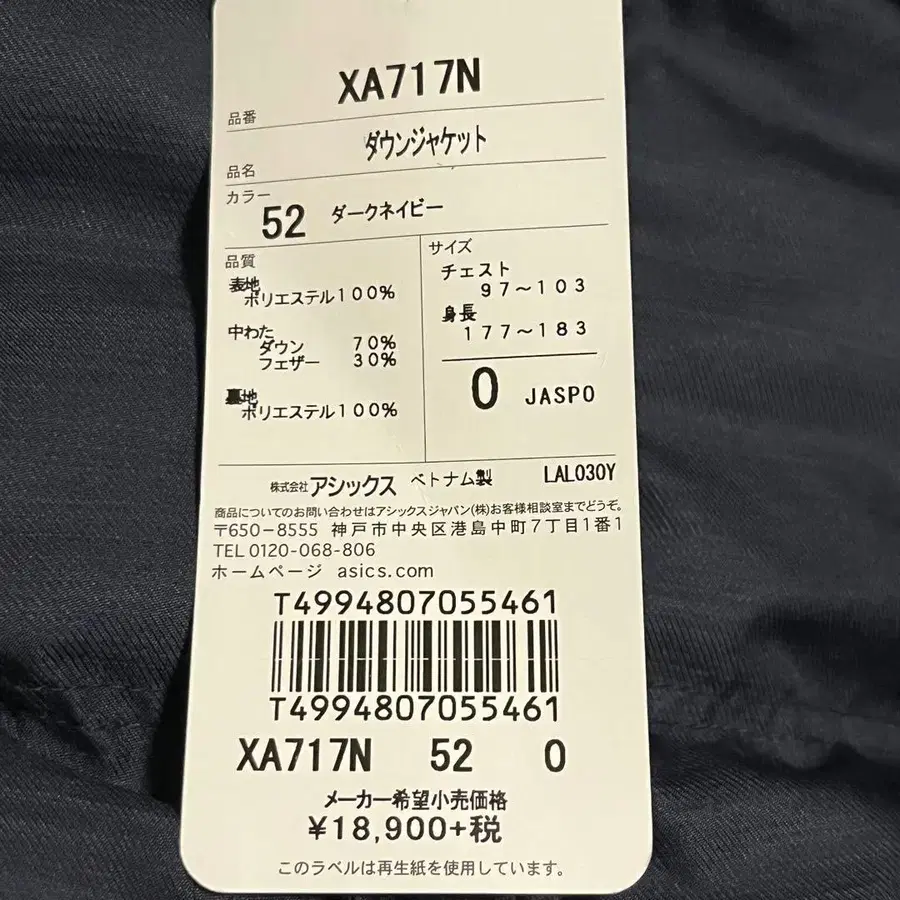 XA717N
品番
ダウンジャケット
品名
カラー
52 ダークネイビー
品質
表地
ポリエステル100%
中わた
ダウン 70%
フェザー 30%
裏地
ポリエステル100%
サイズ
チェスト
97〜103
身長
177〜183
O JASPO
株式会社アシックス ベトナム製 LAL030Y
商品についてのお問い合わせはアシックスジャパン(株)お客様相談室までどうぞ。
〒650-8555 神戸市中央区港島中町7丁目1番1
TEL 0120-068-806
ホームページ asics.com
T4994807055461
T4994807055461
XA717N 52 O
メーカー希望小売価格
¥18,900+税
このラベルは再生紙を使用しています。